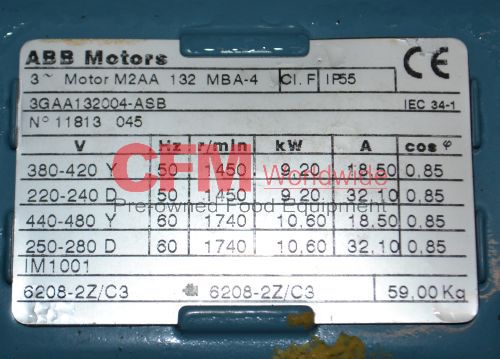 ABB Motors CE
3~ Motor M2AA 132 MBA-4 Cl.F IP55
3GAA132004-ASB IEC 34-1
Nº 11813 045
V Hz r/min kW A cos φ
380-420 Y 50 1450 9,20 18,50 0,85
220-240 D 50 1450 9,20 32,10 0,85
440-480 Y 60 1740 10,60 18,50 0,85
250-280 D 60 1740 10,60 32,10 0,85
IM1001
6208-2Z/C3 6208-2Z/C3 59,00 Kg
CFM
Worldwide
Pre-owned Food Equipment